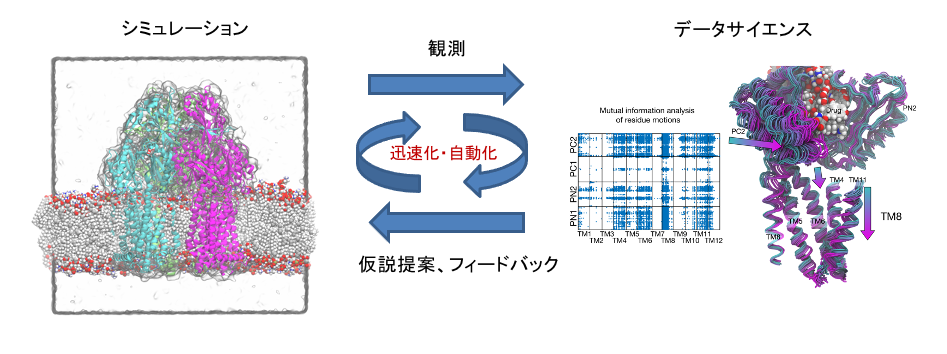 シミュレーション
観測
データサイエンス
迅速化・自動化
仮説提案、フィードバック
Mutual information analysis
of residue motions
PC2
PC1
PN2
PN1
TM1 TM3 TM5 TM7 TM9 TM11
TM2 TM4 TM6 TM8 TM10 TM12
Drug
PN2
PC2
TM4 TM11
TM5 TM6
TM8
TM8